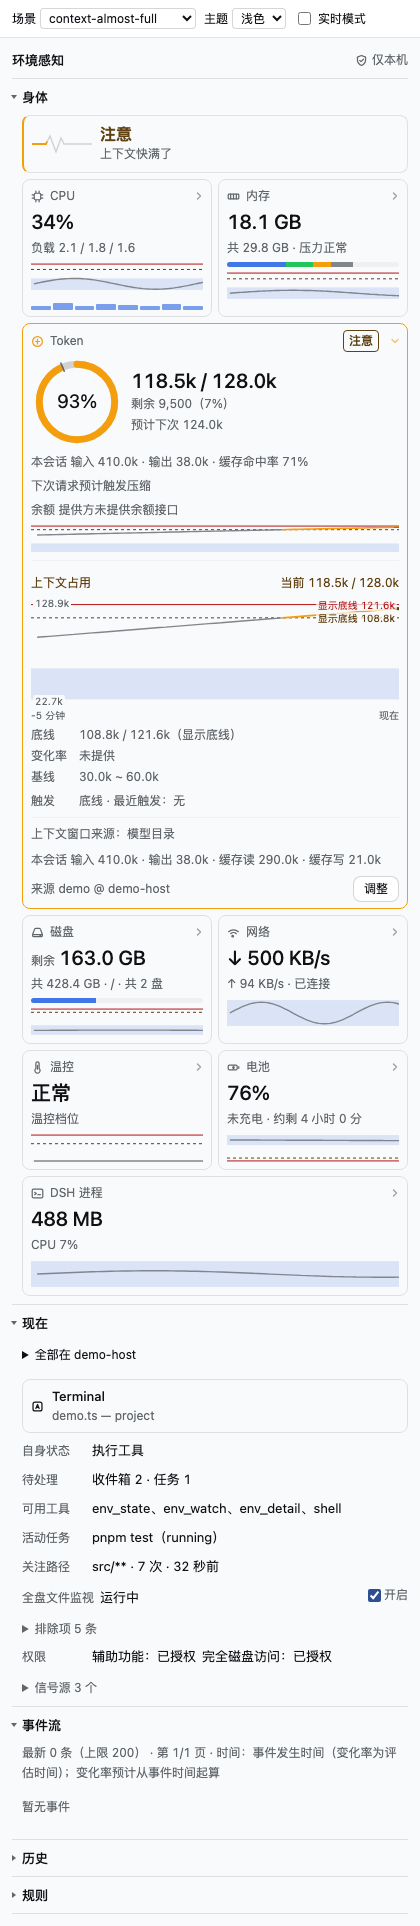 场景 context-almost-full 主题 浅色 实时模式
环境感知 仅本机
身体
注意
上下文快满了
CPU
34%
负载 2.1 / 1.8 / 1.6
内存
18.1 GB
共 29.8 GB · 压力正常
Token 注意
93%
118.5k / 128.0k
剩余 9,500（7%）
预计下次 124.0k
本会话 输入 410.0k · 输出 38.0k · 缓存命中率 71%
下次请求预计触发压缩
余额 提供方未提供余额接口
上下文占用 当前 118.5k / 128.0k
128.9k 显示底线 121.6k
显示底线 108.8k
22.7k
-5 分钟 现在
底线 108.8k / 121.6k（显示底线）
变化率 未提供
基线 30.0k ~ 60.0k
触发 底线 · 最近触发：无
上下文窗口来源：模型目录
本会话 输入 410.0k · 输出 38.0k · 缓存读 290.0k · 缓存写 21.0k
来源 demo @ demo-host 调整
磁盘
剩余 163.0 GB
共 428.4 GB · / · 共 2 盘
网络
↓ 500 KB/s
↑ 94 KB/s · 已连接
温控
正常
温控档位
电池
76%
未充电 · 约剩 4 小时 0 分
DSH 进程
488 MB
CPU 7%
现在
全部在 demo-host
Terminal
demo.ts — project
自身状态 执行工具
待处理 收件箱 2 · 任务 1
可用工具 env_state、env_watch、env_detail、shell
活动任务 pnpm test（running）
关注路径 src/** · 7 次 · 32 秒前
全盘文件监视 运行中 开启
排除项 5 条
权限 辅助功能：已授权 完全磁盘访问：已授权
信号源 3 个
事件流
最新 0 条（上限 200） · 第 1/1 页 · 时间：事件发生时间（变化率为评
估时间）；变化率预计从事件时间起算
暂无事件
历史
规则